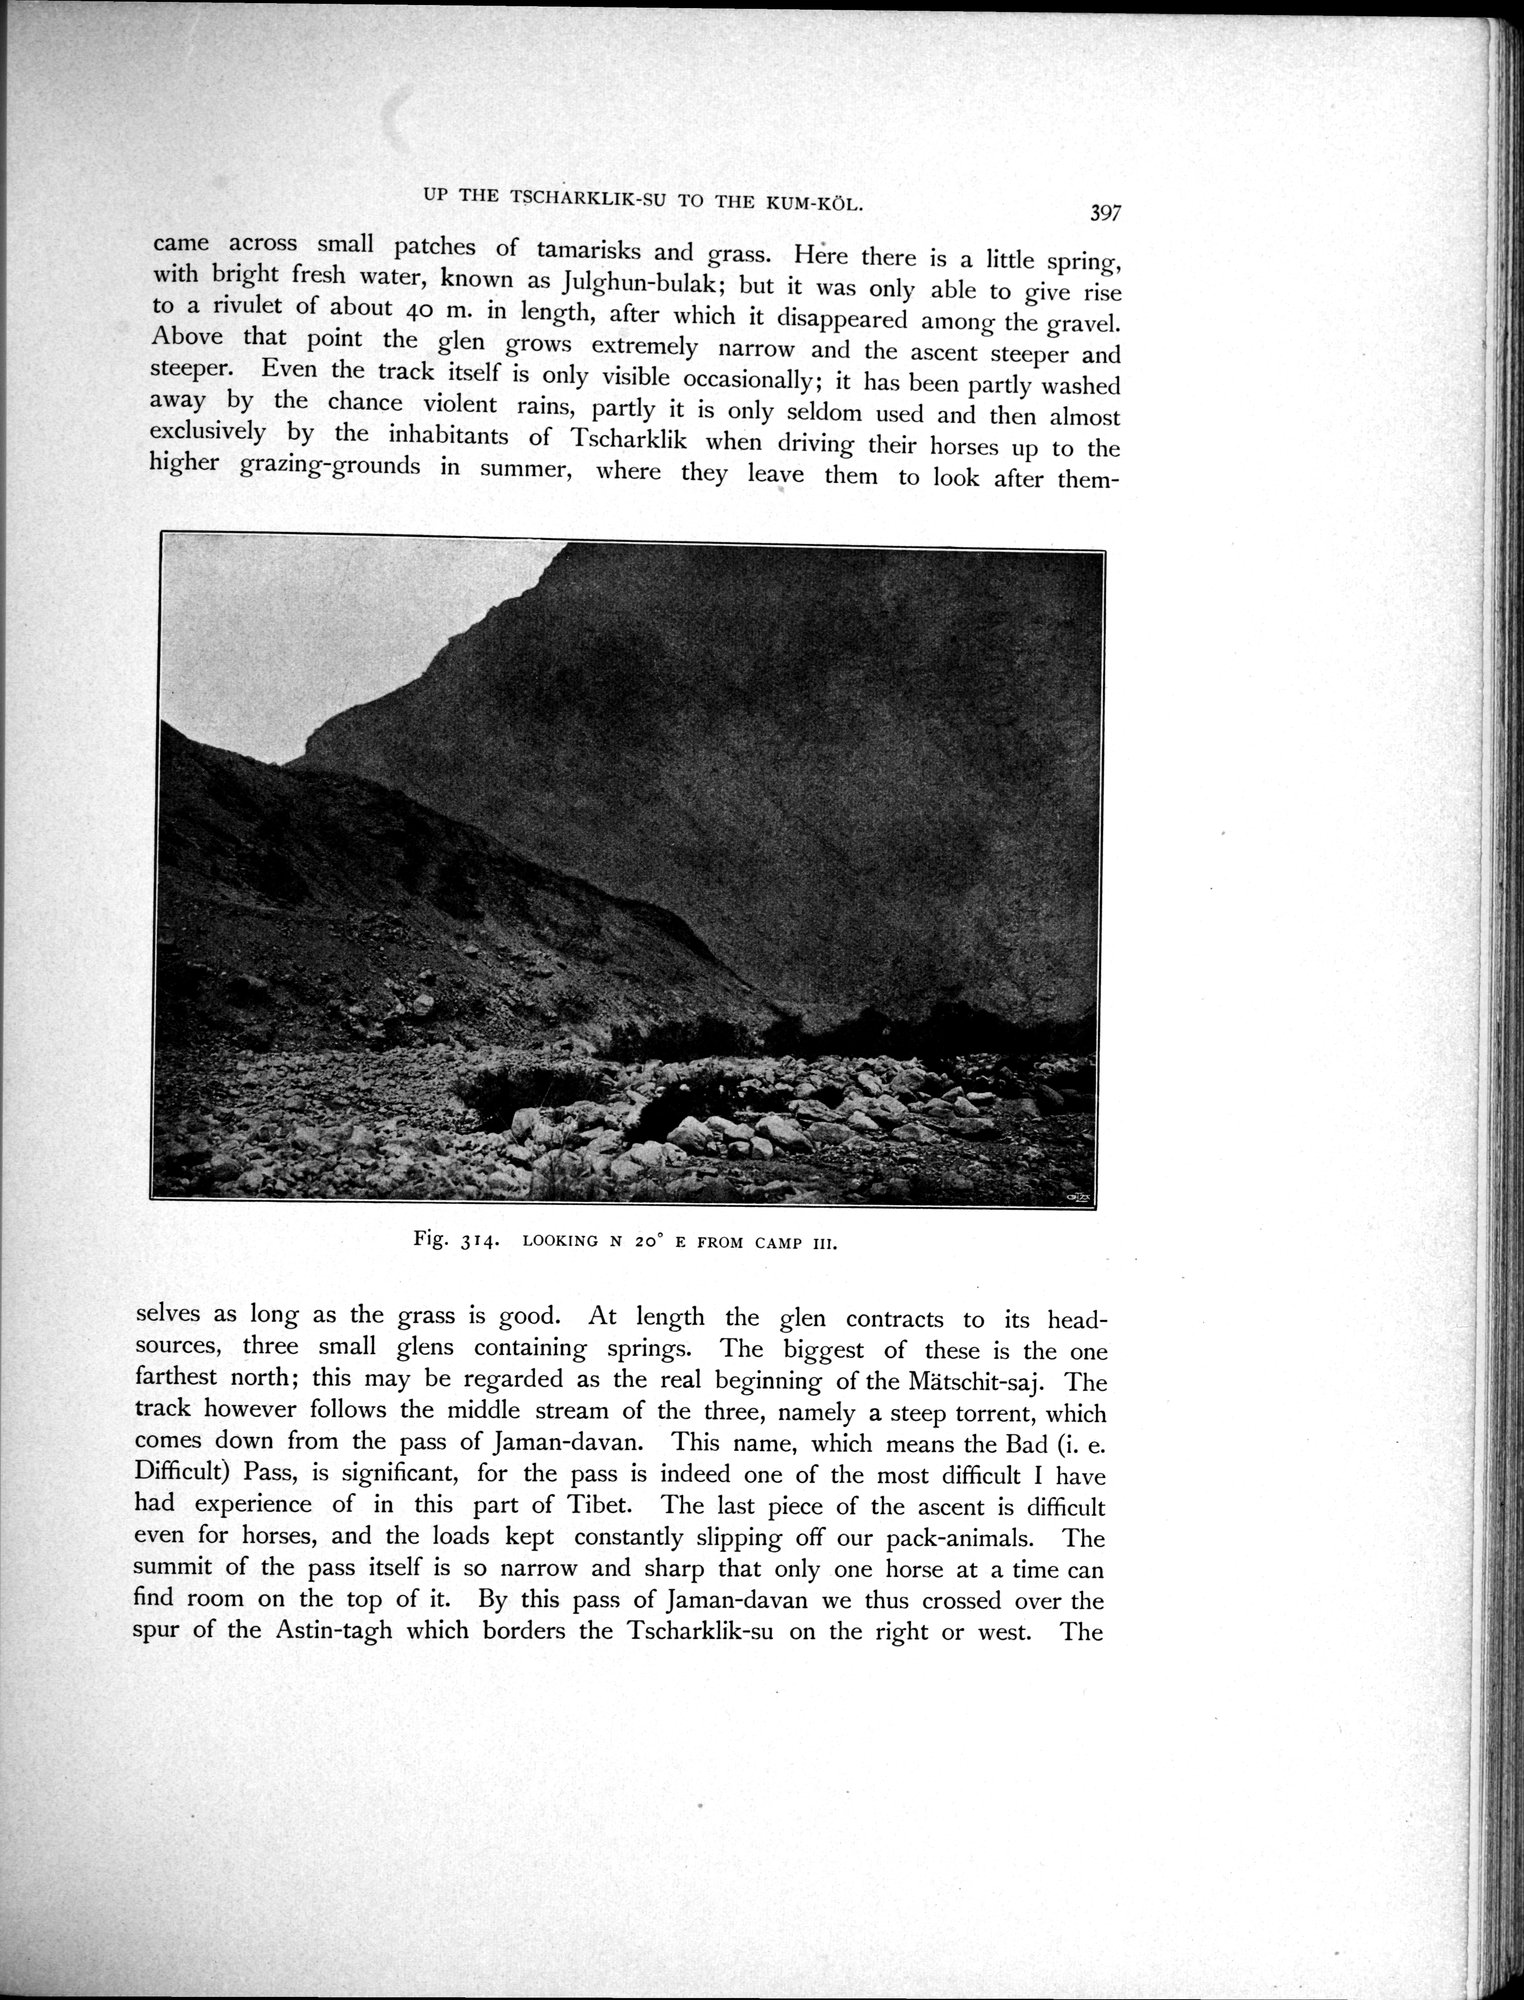 UP THE TSCHARKLIK-SU TO THE KUM-KÖL.
397
came across small patches of tamarisks and grass. Here there is a little spring,
with bright fresh water, known as Julghun-bulak; but it was only able to give rise
to a rivulet of about 40 m. in length, after which it disappeared among the gravel.
Above that point the glen grows extremely narrow and the ascent steeper and
steeper. Even the track itself is only visible occasionally; it has been partly washed
away by the chance violent rains, partly it is only seldom used and then almost
exclusively by the inhabitants of Tscharklik when driving their horses up to the
higher grazing-grounds in summer, where they leave them to look after them-
Fig. 314. LOOKING N 20° E FROM CAMP III.
selves as long as the grass is good. At length the glen contracts to its head-
sources, three small glens containing springs. The biggest of these is the one
farthest north; this may be regarded as the real beginning of the Mätschit-saj. The
track however follows the middle stream of the three, namely a steep torrent, which
comes down from the pass of Jaman-davan. This name, which means the Bad (i. e.
Difficult) Pass, is significant, for the pass is indeed one of the most difficult I have
had experience of in this part of Tibet. The last piece of the ascent is difficult
even for horses, and the loads kept constantly slipping off our pack-animals. The
summit of the pass itself is so narrow and sharp that only one horse at a time can
find room on the top of it. By this pass of Jaman-davan we thus crossed over the
spur of the Astin-tagh which borders the Tscharklik-su on the right or west. The